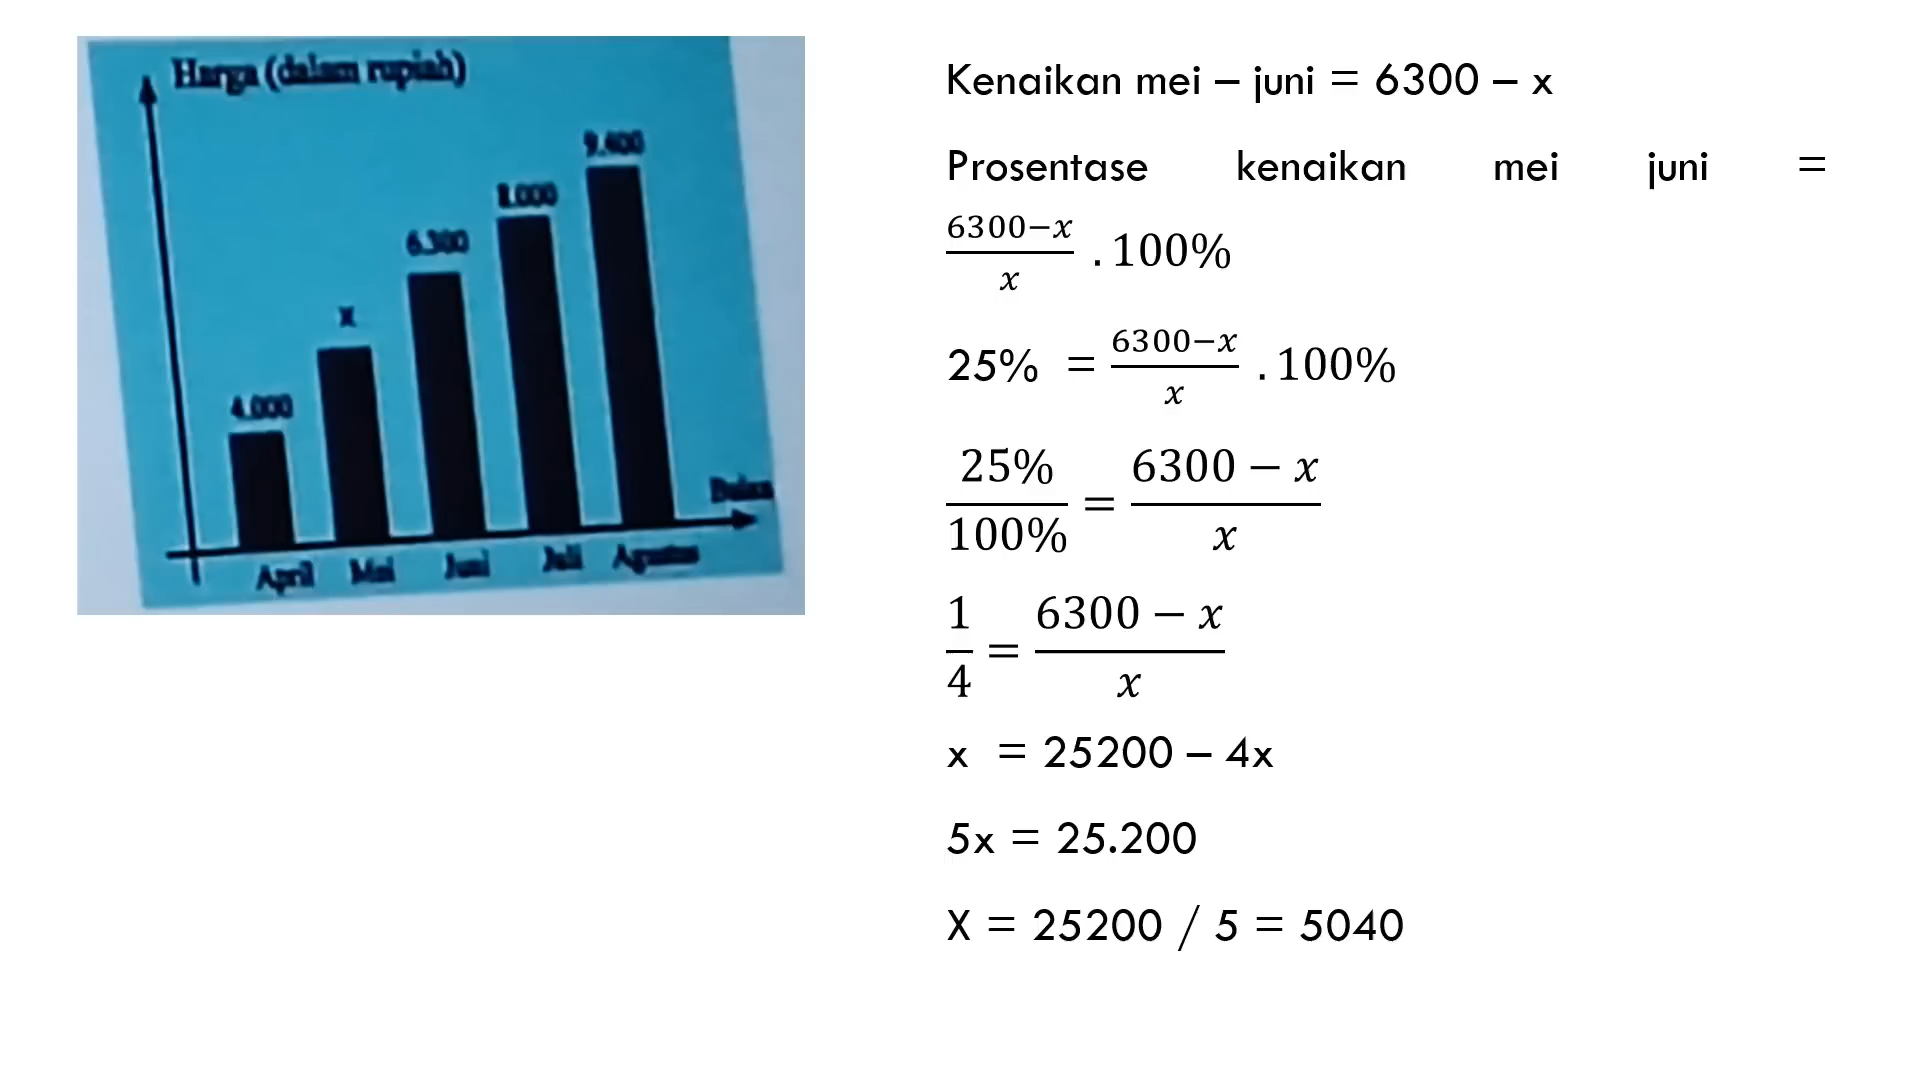 Harga (dalam rupiah)
9.400
8.000
6.300
x
4.000
Bulan
April Mei Juni Juli Agustus
Kenaikan mei – juni = 6300 – x
Prosentase kenaikan mei juni =
6300−x/x .100%
25% = 6300−x/x .100%
25%/100% = 6300 − x/x
1/4 = 6300 − x/x
x = 25200 – 4x
5x = 25.200
X = 25200 / 5 = 5040